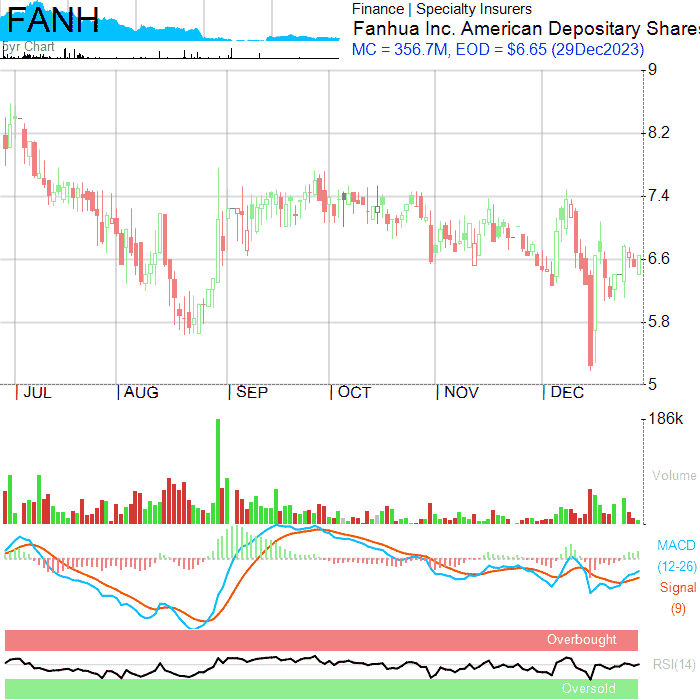 FANH
5yr Chart
Finance | Specialty Insurers
Fanhua Inc. American Depositary Shares
MC = 356.7M, EOD = $6.65 (29Dec2023)
9
8.2
7.4
6.6
5.8
5
JUL AUG SEP OCT NOV DEC
186k
Volume
MACD
(12-26)
Signal
(9)
Overbought
RSI(14)
Oversold